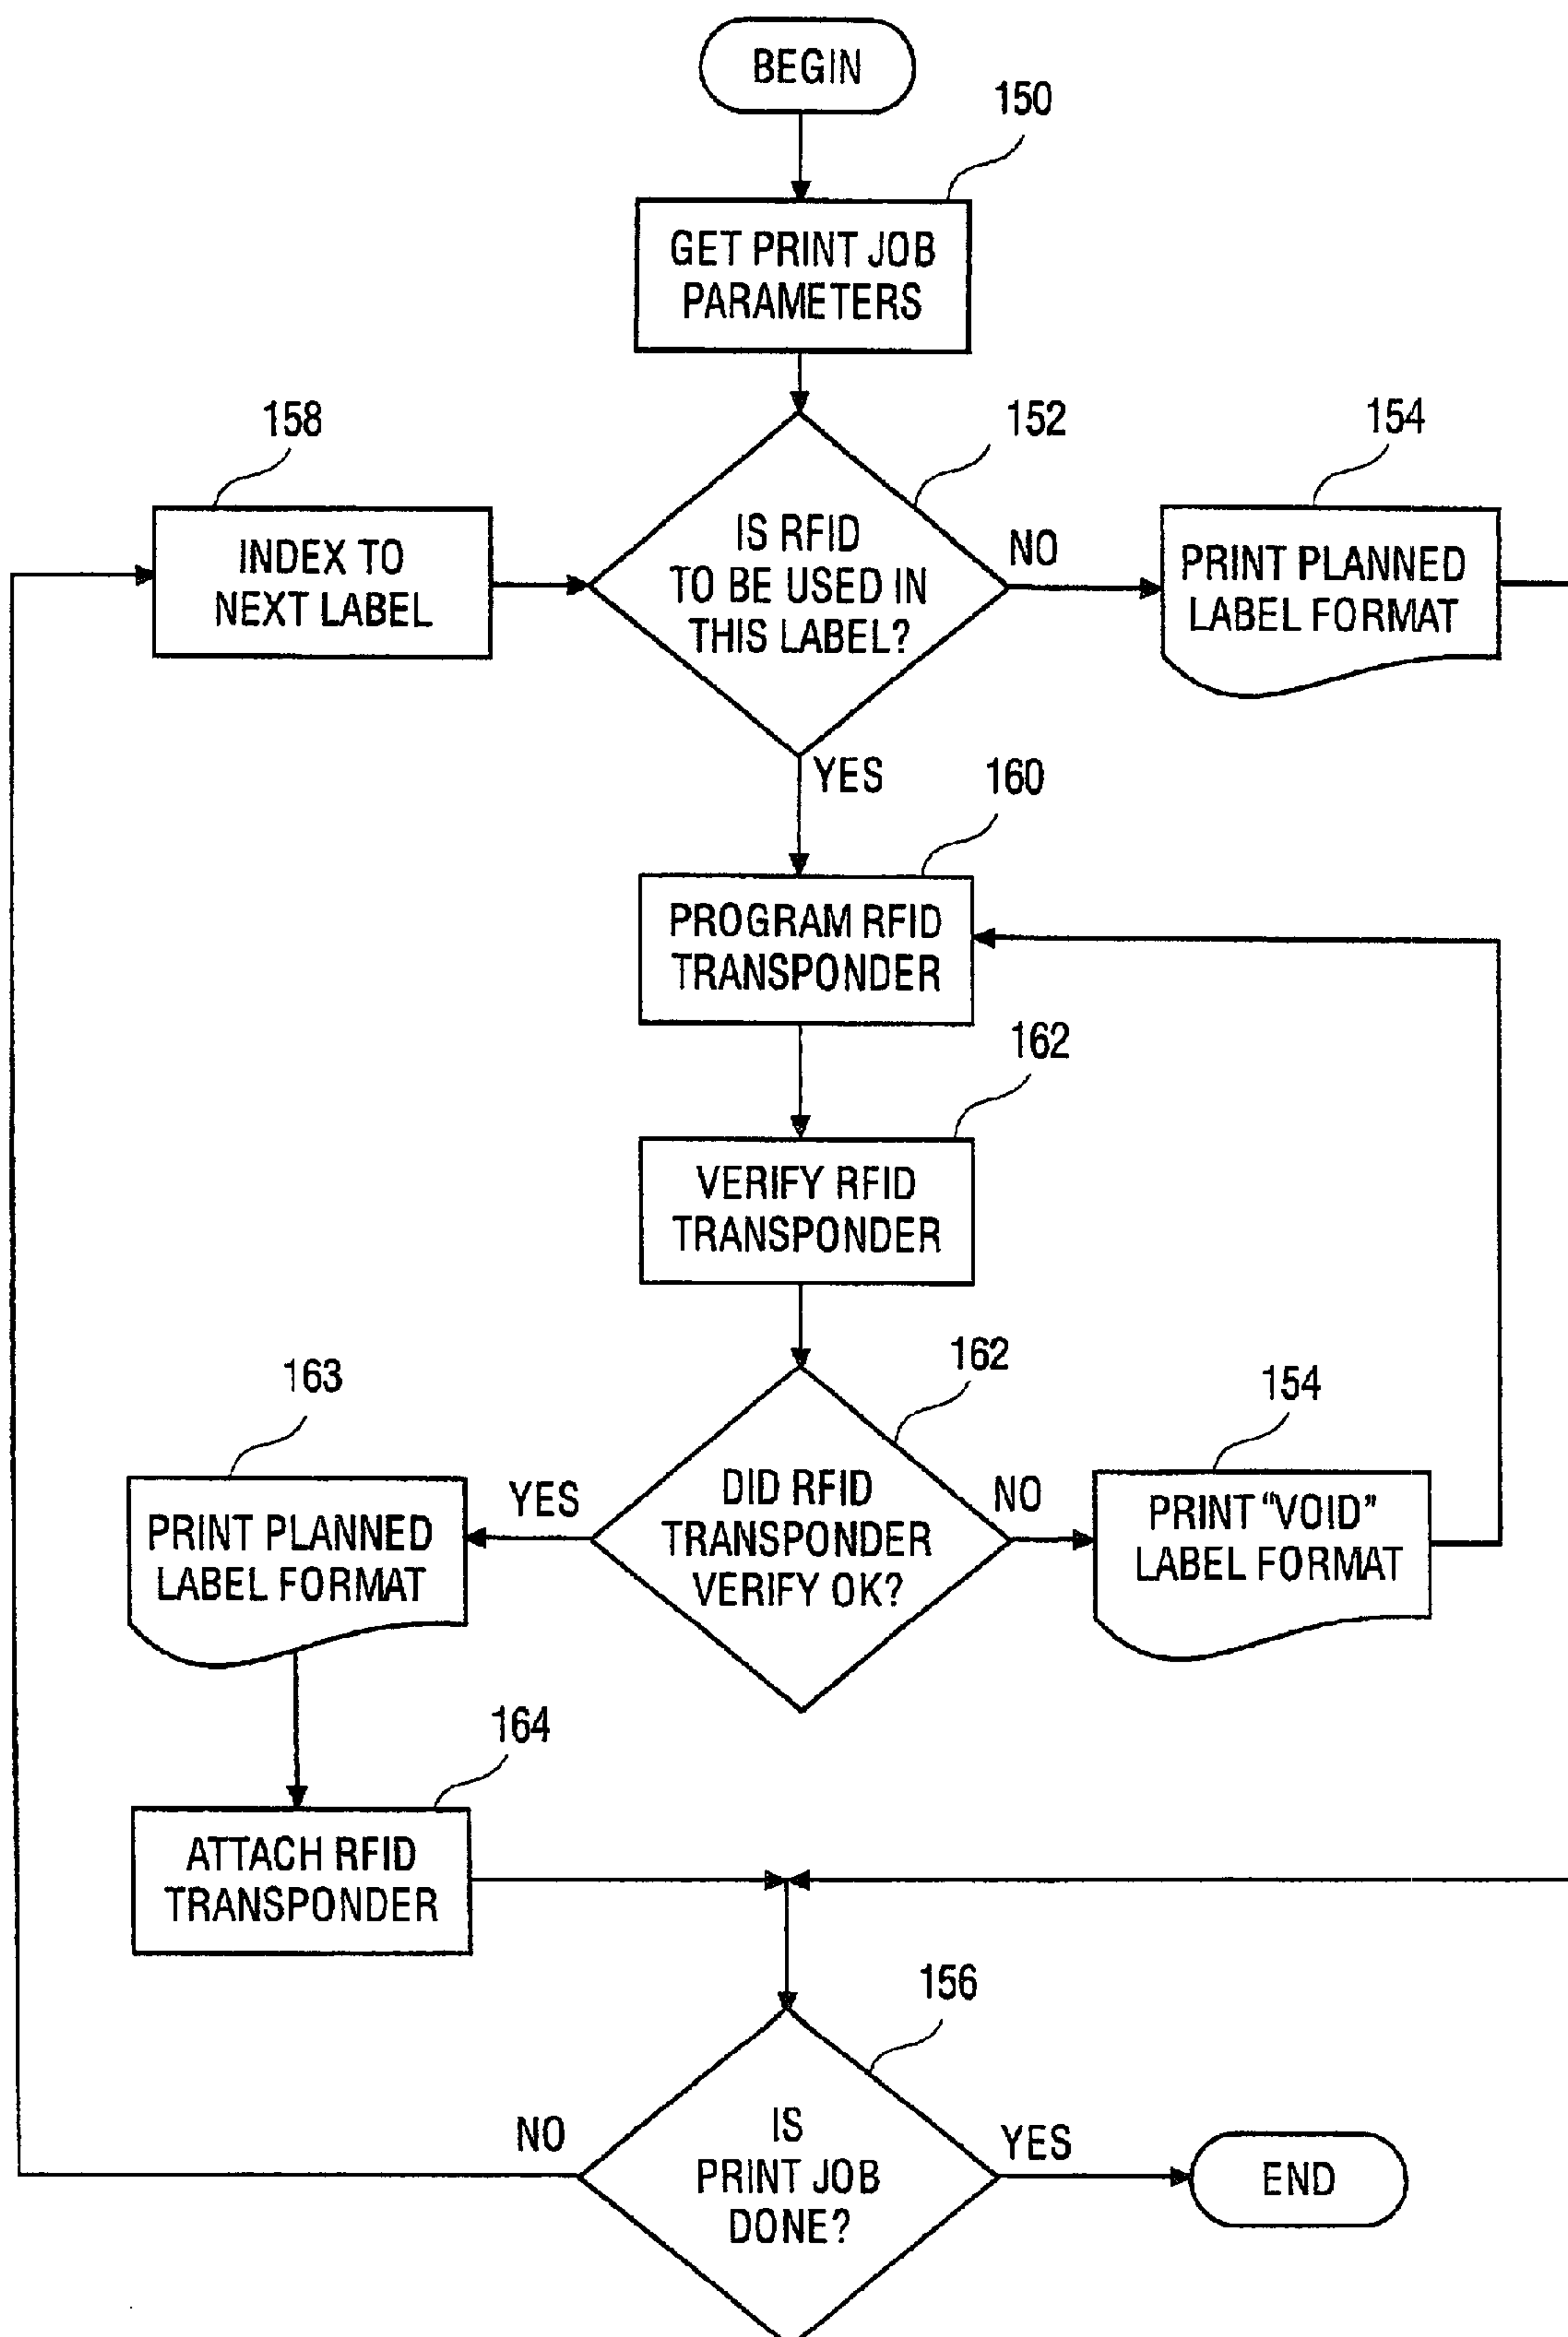 BEGIN
150
GET PRINT JOB
PARAMETERS
158
152
154
INDEX TO
NEXT LABEL
IS RFID
TO BE USED IN
THIS LABEL?
NO
PRINT PLANNED
LABEL FORMAT
YES
160
PROGRAM RFID
TRANSPONDER
162
VERIFY RFID
TRANSPONDER
163
162
154
PRINT PLANNED
LABEL FORMAT
YES
DID RFID
TRANSPONDER
VERIFY OK?
NO
PRINT "VOID"
LABEL FORMAT
164
ATTACH RFID
TRANSPONDER
156
NO
IS
PRINT JOB
DONE?
YES
END